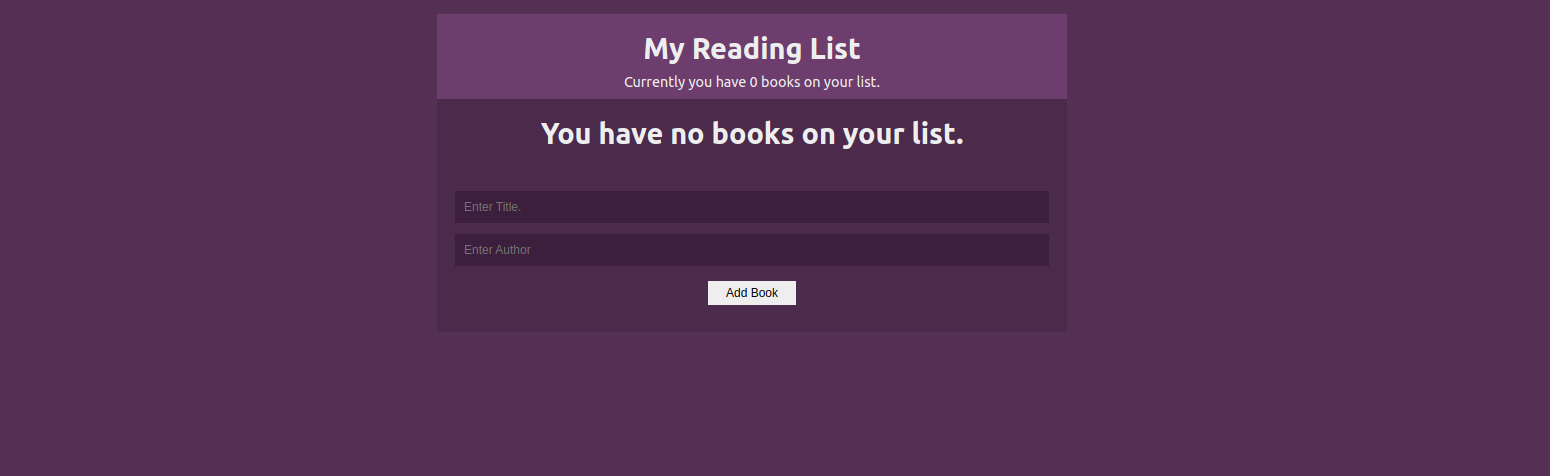 My Reading List
Currently you have 0 books on your list.
You have no books on your list.
Enter Title.
Enter Author
Add Book